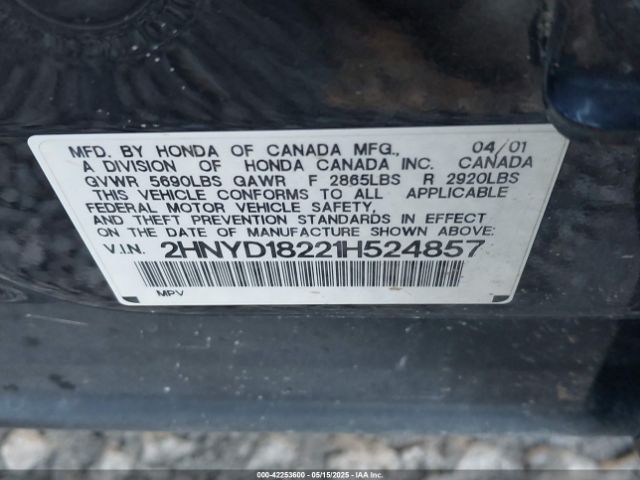 MFD. BY HONDA OF CANADA MFG., 04/01
A DIVISION OF HONDA CANADA INC. CANADA
GVWR 5690LBS GAWR F 2865LBS R 2920LBS
THIS VEHICLE CONFORMS TO ALL APPLICABLE
FEDERAL MOTOR VEHICLE SAFETY,
AND THEFT PREVENTION STANDARDS IN EFFECT
ON THE DATE OF MANUFACTURE SHOWN ABOVE.
V.I.N. 2HNYD18221H524857
MPV
000-42253600 - 05/15/2025 - IAAI.COM